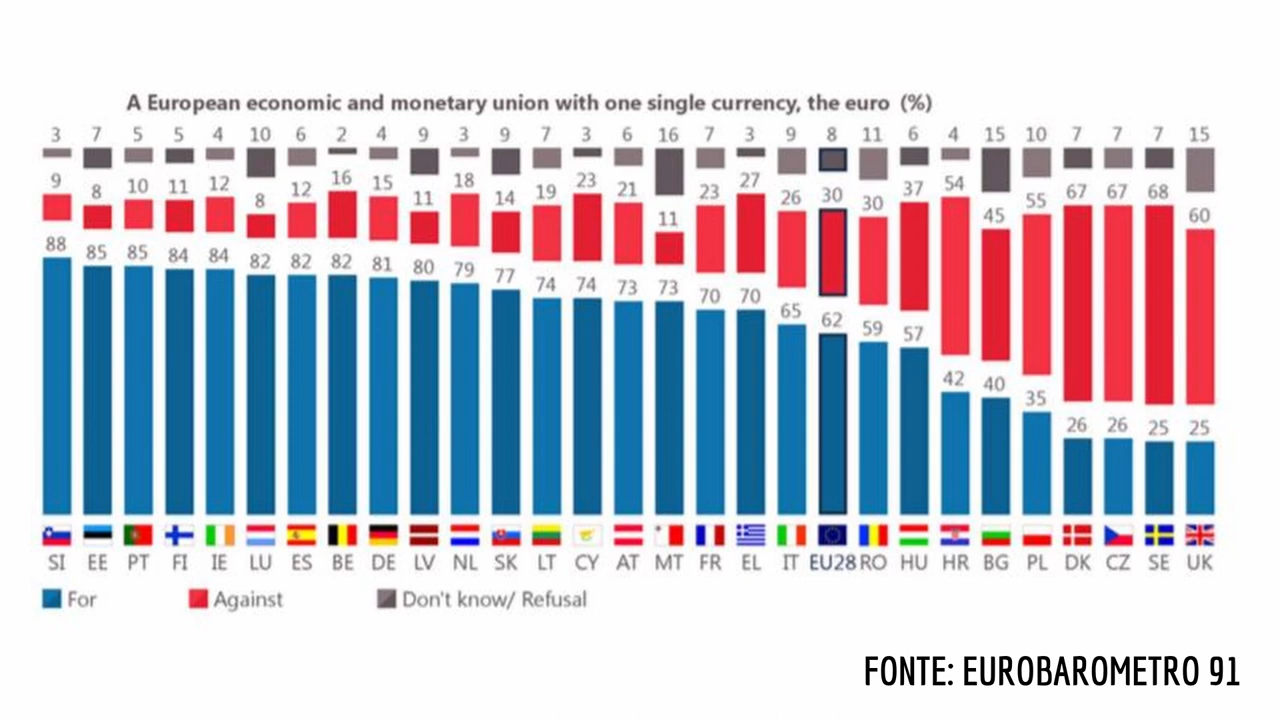 A European economic and monetary union with one single currency, the euro (%)
3 7 5 5 4 10 6 2 4 9 3 9 7 3 6 16 7 3 9 8 11 6 4 15 10 7 7 7 15
9 8 10 11 12 8 12 16 15 11 18 14 19 23 21 11 23 27 26 30 30 37 54 45 55 67 67 68 60
88 85 85 84 84 82 82 82 81 80 79 77 74 74 73 73 70 70 65 62 59 57 42 40 35 26 26 25 25
SI EE PT FI IE LU ES BE DE LV NL SK LT CY AT MT FR EL IT EU28 RO HU HR BG PL DK CZ SE UK
For Against Don't know/ Refusal
FONTE: EUROBAROMETRO 91